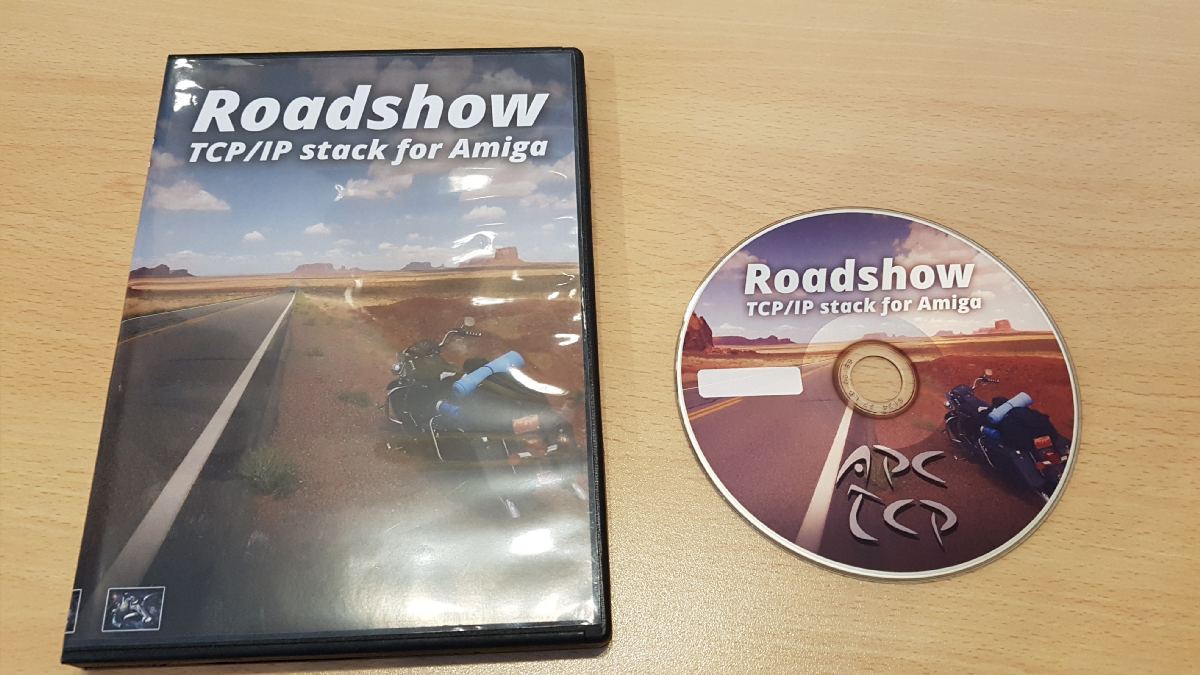 Roadshow
TCP/IP stack for Amiga
Roadshow
TCP/IP stack for Amiga
APC
TCP